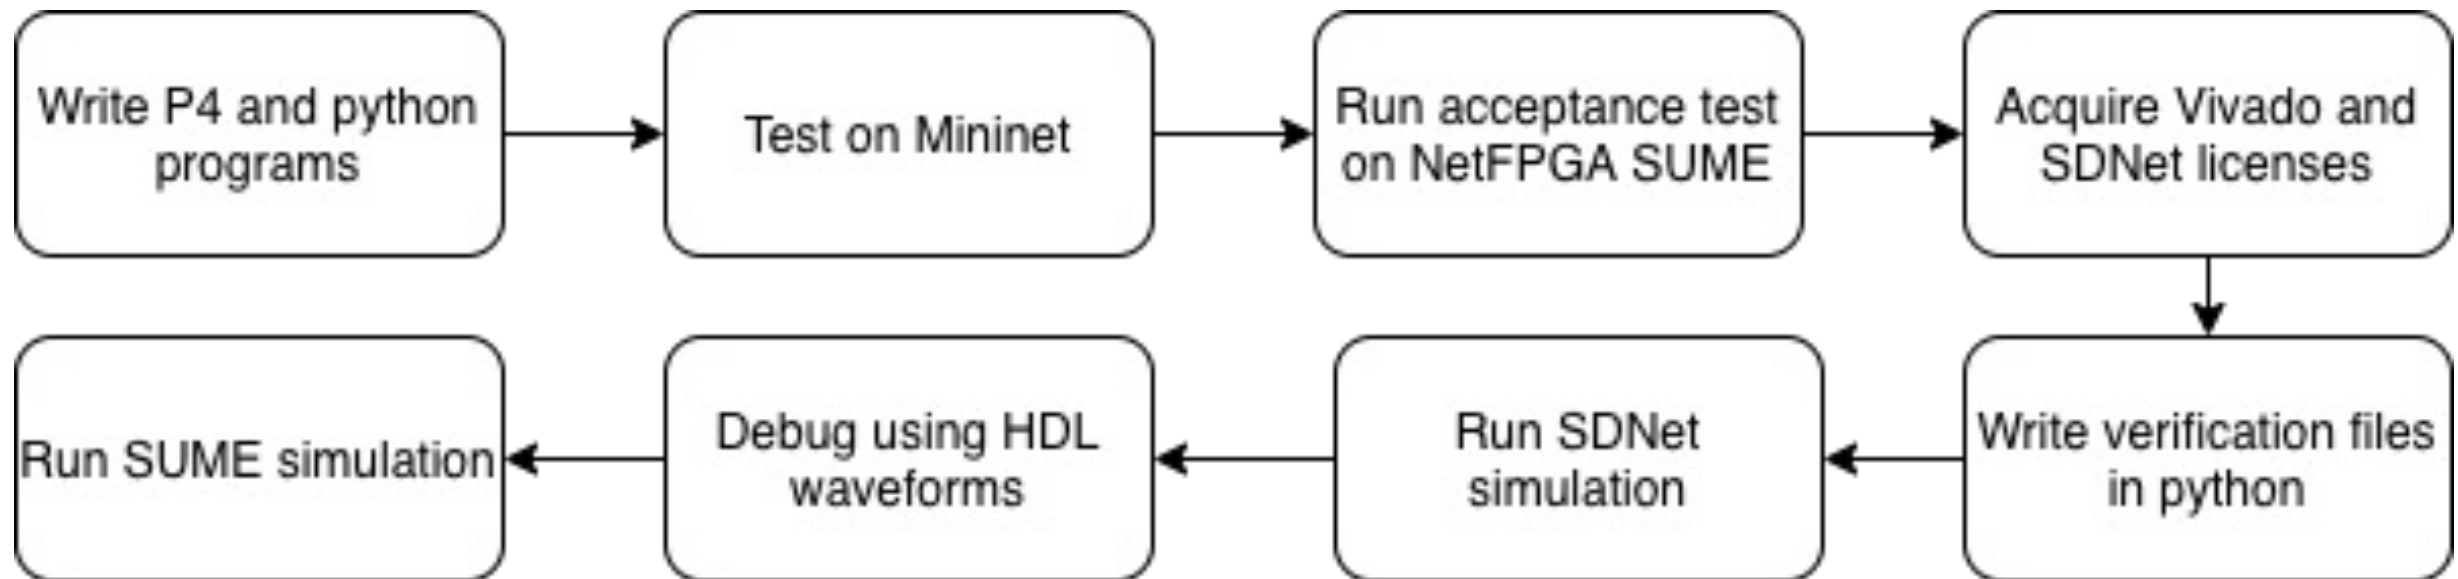 Write P4 and python
programs
Test on Mininet
Run acceptance test
on NetFPGA SUME
Acquire Vivado and
SDNet licenses
Write verification files
in python
Run SDNet
simulation
Debug using HDL
waveforms
Run SUME simulation